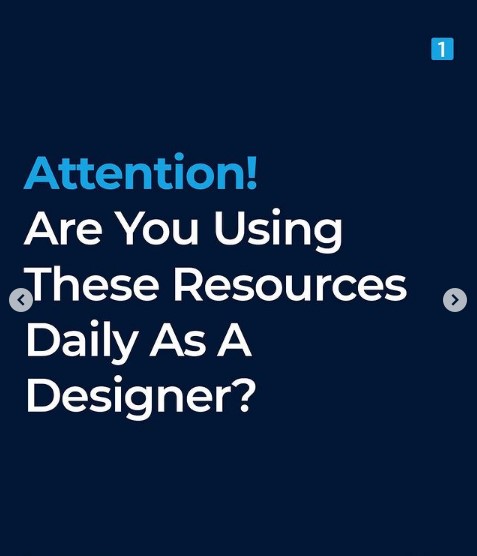 1
Attention!
Are You Using
These Resources
Daily As A
Designer?